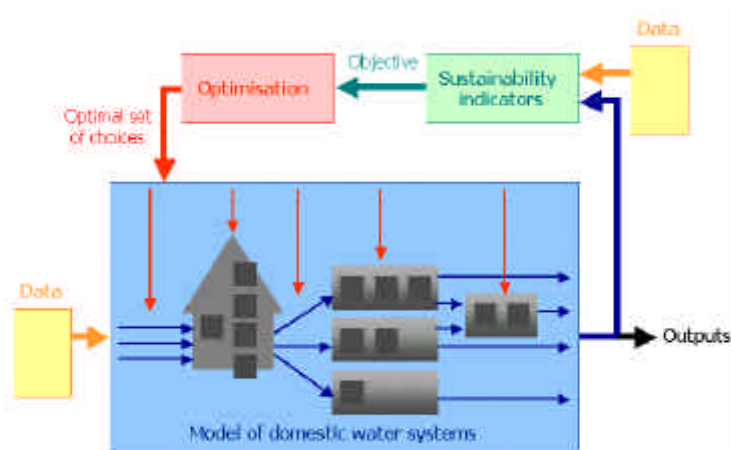 Data
Objective
Optimisation
Sustainability
indicators
Optimal set
of choices
Data
Outputs
Model of domestic water systems